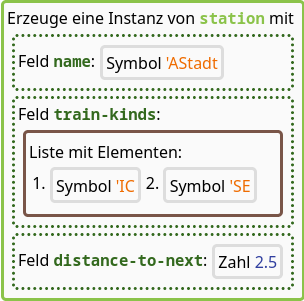 Erzeuge eine Instanz von station mit
Feld name: Symbol 'AStadt
Feld train-kinds:
Liste mit Elementen:
1. Symbol 'IC 2. Symbol 'SE
Feld distance-to-next: Zahl 2.5